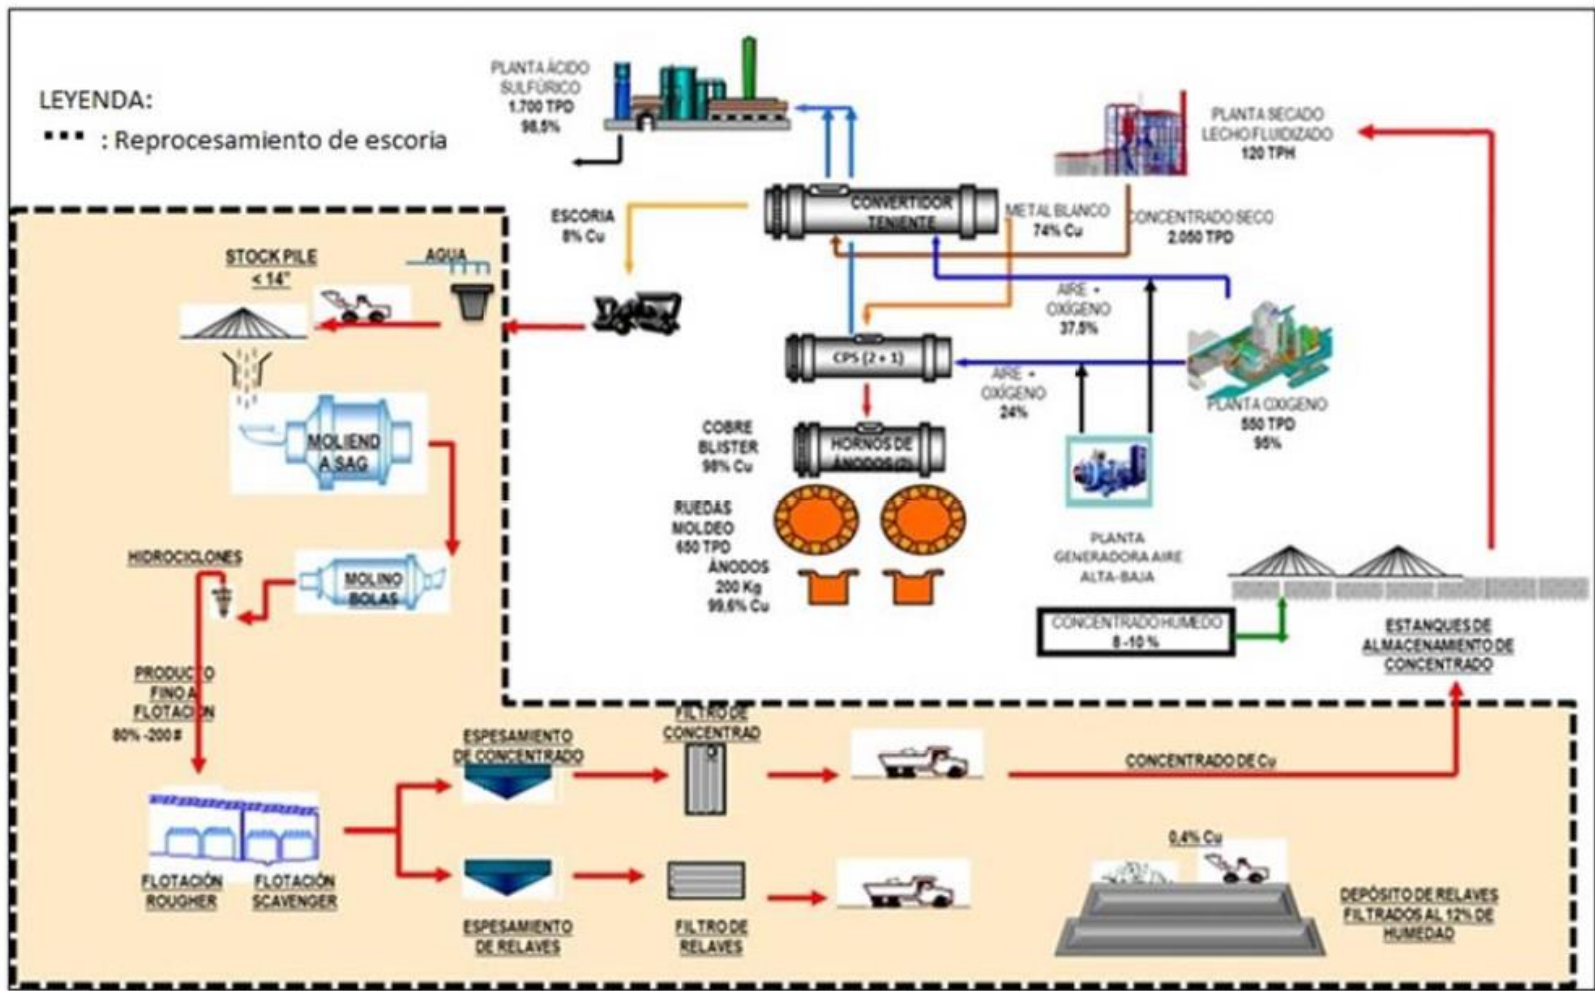 LEYENDA:
: Reprocesamiento de escoria
PLANTA ÁCIDO
SULFÚRICO
1.700 TPD
98,5%
PLANTA SECADO
LECHO FLUIDIZADO
120 TPH
ESCORIA
8% Cu
CONVERTIDOR
TENIENTE
METAL BLANCO
74% Cu
CONCENTRADO SECO
2.050 TPD
STOCK PILE
< 14"
AGUA
AIRE +
OXÍGENO
37,5%
CPS (2 + 1)
AIRE +
OXÍGENO
24%
PLANTA OXIGENO
550 TPD
95%
COBRE
BLISTER
98% Cu
HORNOS DE
ÁNODOS (2)
MOLIEND
A SAG
RUEDAS
MOLDEO
650 TPD
ÁNODOS
200 Kg
99,6% Cu
PLANTA
GENERADORA AIRE
ALTA-BAJA
HIDROCICLONES
MOLINO
BOLAS
CONCENTRADO HUMEDO
8 -10 %
ESTANQUES DE
ALMACENAMIENTO DE
CONCENTRADO
PRODUCTO
FINO A
FLOTACIÓN
80% -200 #
ESPESAMIENTO
DE CONCENTRADO
FILTRO DE
CONCENTRAD
CONCENTRADO DE Cu
0,4% Cu
FLOTACIÓN
ROUGHER
FLOTACIÓN
SCAVENGER
ESPESAMIENTO
DE RELAVES
FILTRO DE
RELAVES
DEPÓSITO DE RELAVES
FILTRADOS AL 12% DE
HUMEDAD